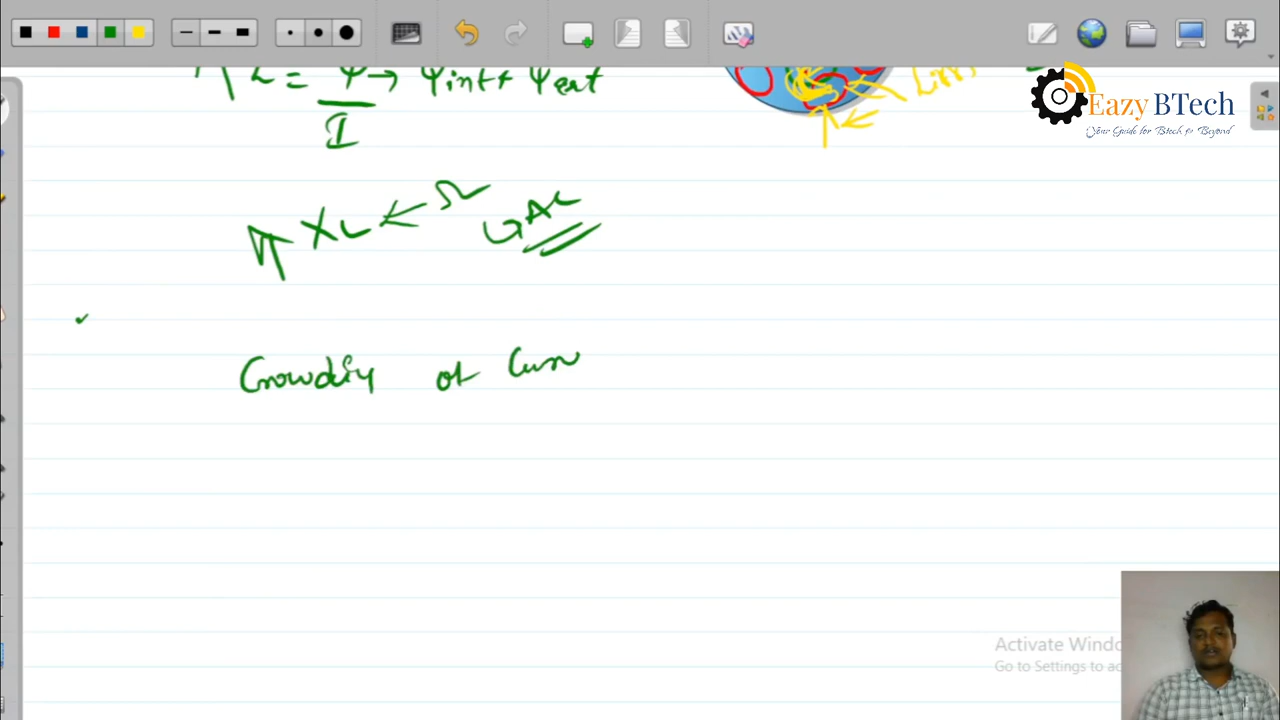 ↑ L = Ψ → Ψint + Ψext
I
Eazy BTech
Your Guide for Btech & Beyond
↑ XL ← Ω
↪ AC
Crowding of Curr
Activate Windo
Go to Settings to ac